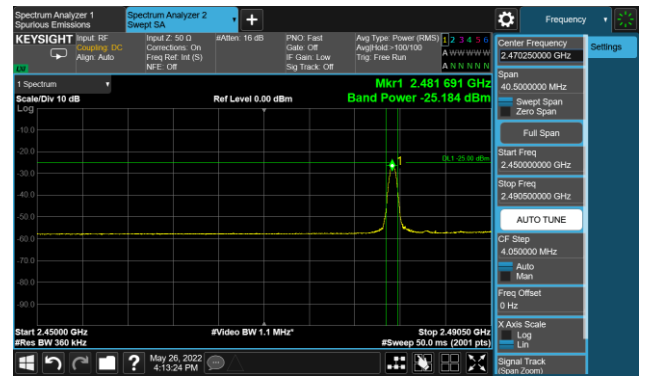 Spectrum Analyzer 1
Spurious Emissions
Spectrum Analyzer 2
Swept SA
Frequency
KEYSIGHT
Input: RF
Coupling: DC
Align: Auto
Input Z: 50 Ω
Corrections: On
Freq Ref: Int (S)
NFE: Off
#Atten: 16 dB
PNO: Fast
Gate: Off
IF Gain: Low
Sig Track: Off
Avg Type: Power (RMS)
Avg|Hold:>100/100
Trig: Free Run
1 2 3 4 5 6
A W W W W W
A N N N N N
1 Spectrum
Scale/Div 10 dB
Ref Level 0.00 dBm
Mkr1 2.481 691 GHz
Band Power -25.184 dBm
Log
-10.0
-20.0
-30.0
-40.0
-50.0
-60.0
-70.0
-80.0
-90.0
1
DL1 -25.00 dBm
Start 2.45000 GHz
#Res BW 360 kHz
#Video BW 1.1 MHz*
Stop 2.49050 GHz
#Sweep 50.0 ms (2001 pts)
Center Frequency
2.470250000 GHz
Settings
Span
40.5000000 MHz
Swept Span
Zero Span
Full Span
Start Freq
2.450000000 GHz
Stop Freq
2.490500000 GHz
AUTO TUNE
CF Step
4.050000 MHz
Auto
Man
Freq Offset
0 Hz
X Axis Scale
Log
Lin
Signal Track
(Span Zoom)
?
May 26, 2022
4:13:24 PM